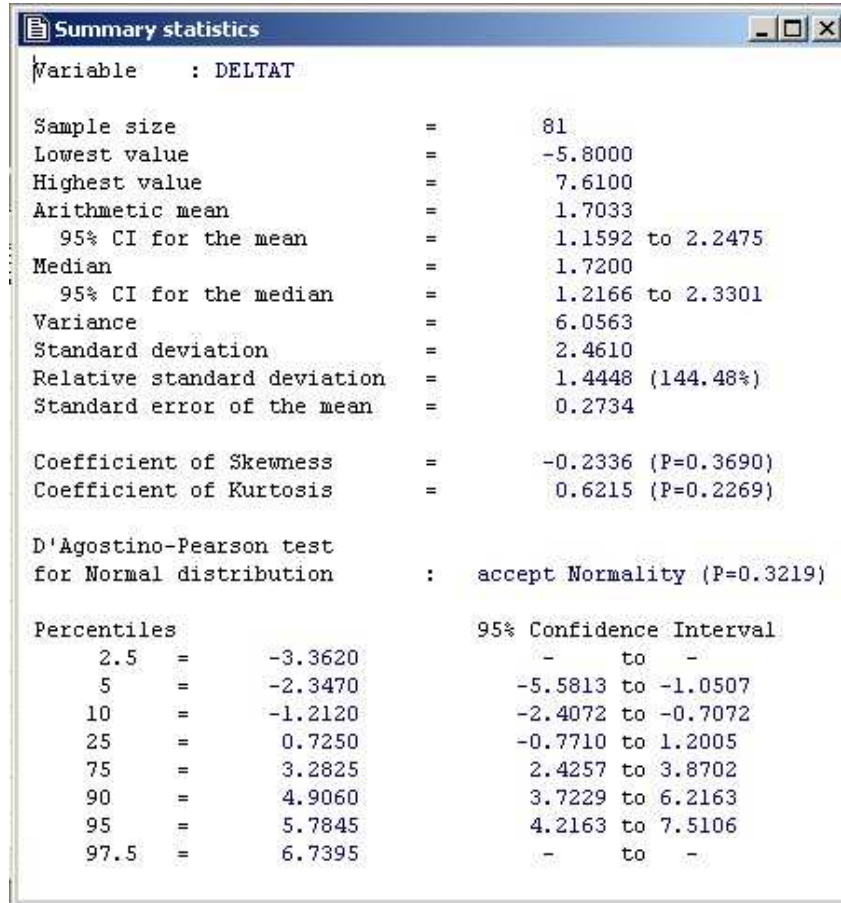 Summary statistics
Variable : DELTAT
Sample size = 81
Lowest value = -5.8000
Highest value = 7.6100
Arithmetic mean = 1.7033
95% CI for the mean = 1.1592 to 2.2475
Median = 1.7200
95% CI for the median = 1.2166 to 2.3301
Variance = 6.0563
Standard deviation = 2.4610
Relative standard deviation = 1.4448 (144.48%)
Standard error of the mean = 0.2734
Coefficient of Skewness = -0.2336 (P=0.3690)
Coefficient of Kurtosis = 0.6215 (P=0.2269)
D'Agostino-Pearson test
for Normal distribution : accept Normality (P=0.3219)
Percentiles 95% Confidence Interval
2.5 = -3.3620 - to -
5 = -2.3470 -5.5813 to -1.0507
10 = -1.2120 -2.4072 to -0.7072
25 = 0.7250 -0.7710 to 1.2005
75 = 3.2825 2.4257 to 3.8702
90 = 4.9060 3.7229 to 6.2163
95 = 5.7845 4.2163 to 7.5106
97.5 = 6.7395 - to -